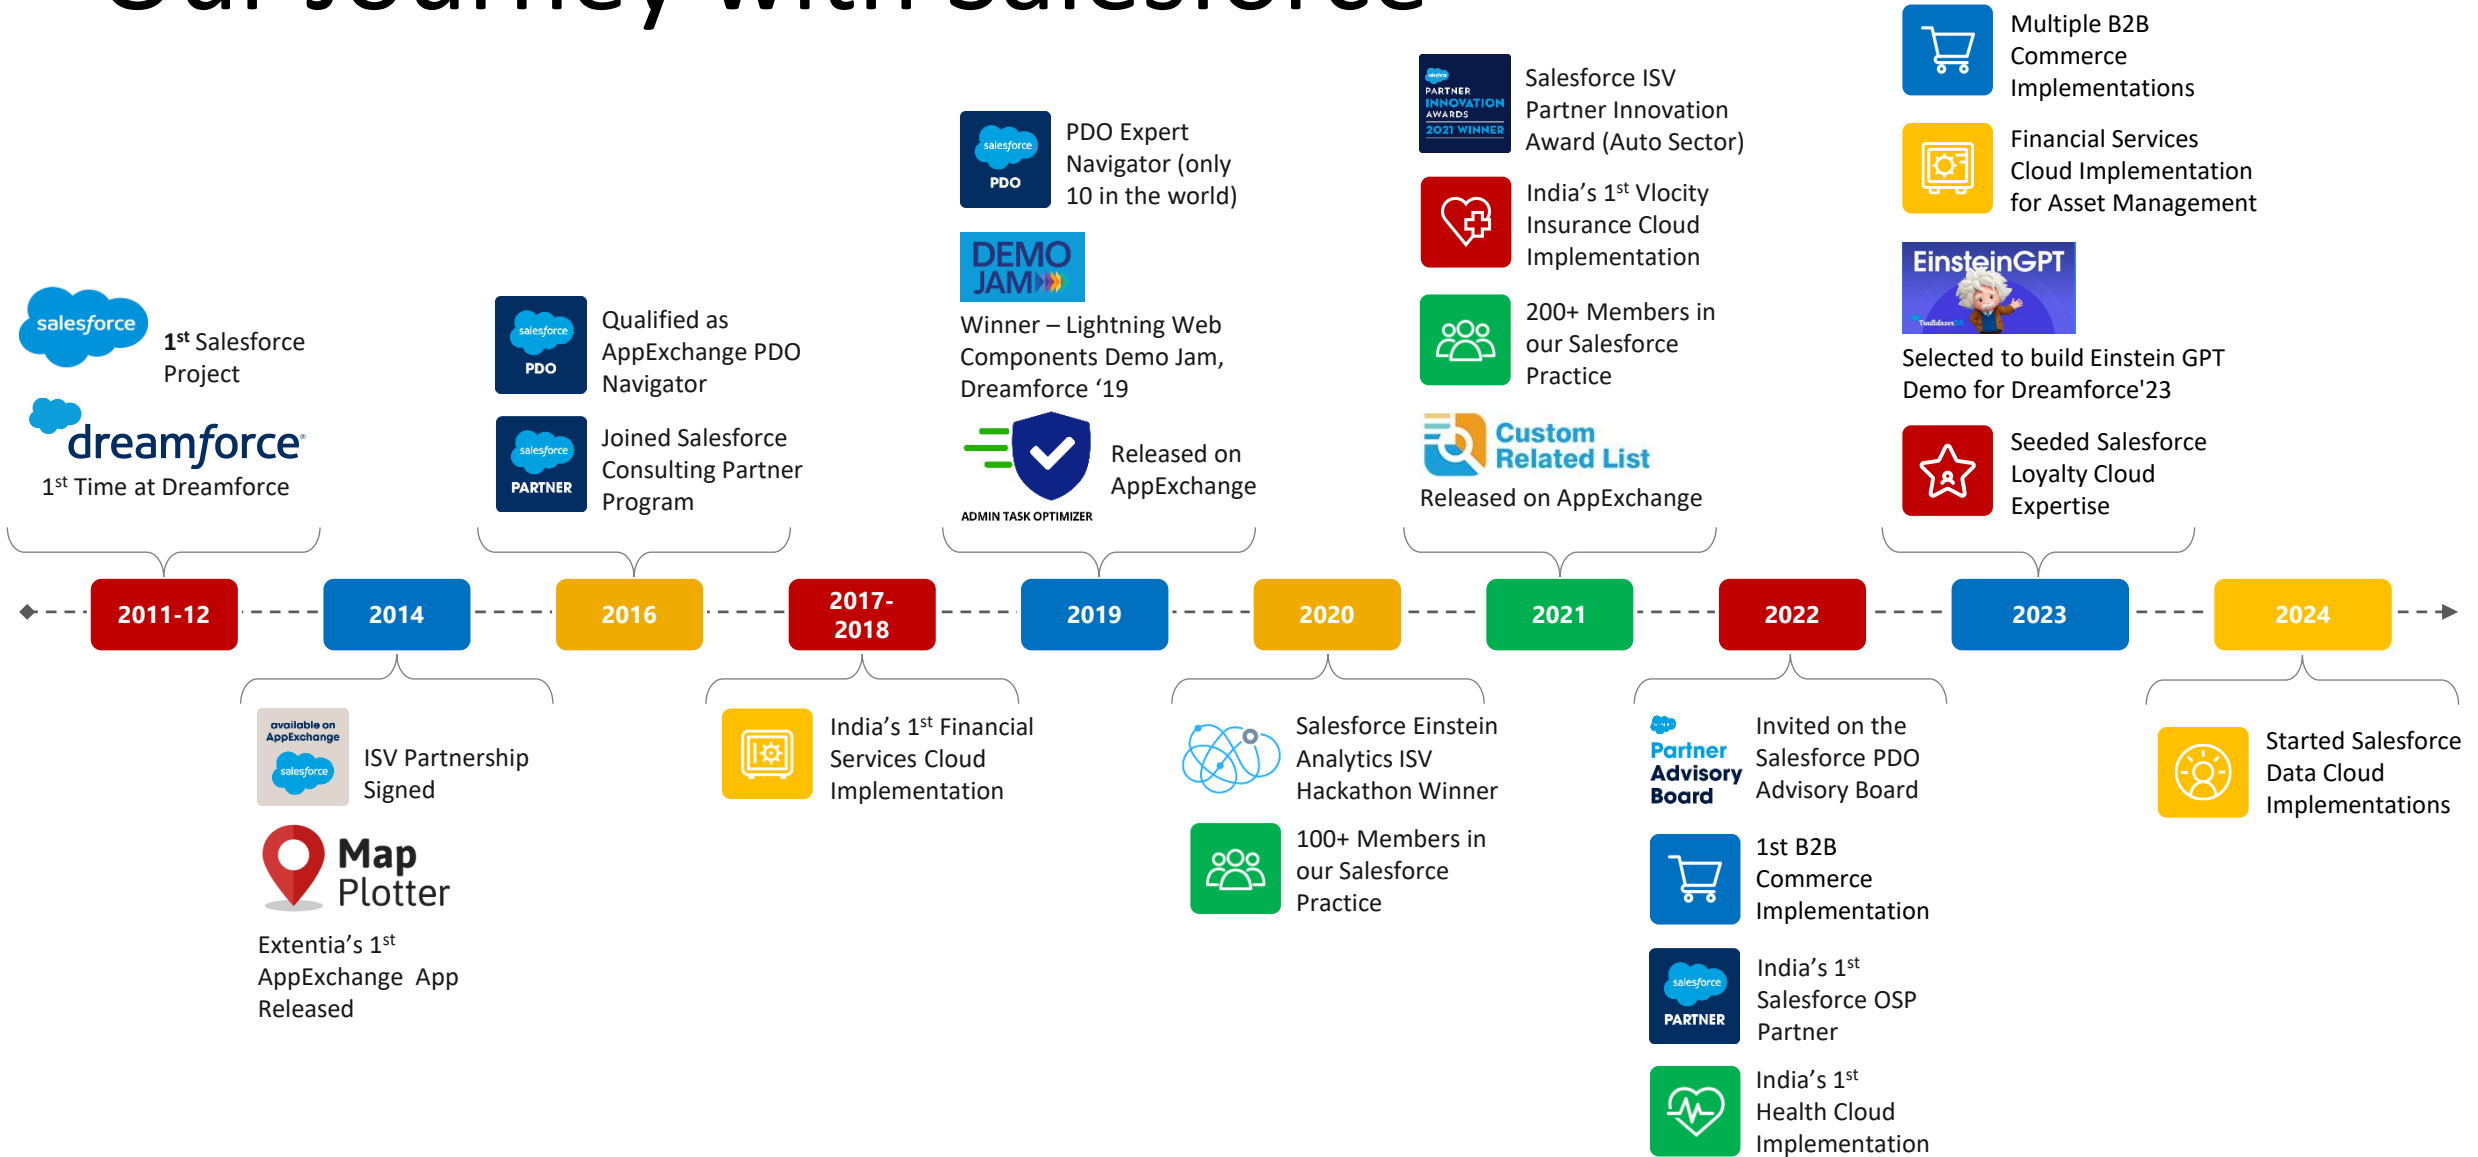 Our Journey with Salesforce
salesforce
1st Salesforce
Project
dreamforce
1st Time at Dreamforce
salesforce
PDO
Qualified as
AppExchange PDO
Navigator
salesforce
PARTNER
Joined Salesforce
Consulting Partner
Program
salesforce
PDO
PDO Expert
Navigator (only
10 in the world)
DEMO
JAM
Winner – Lightning Web
Components Demo Jam,
Dreamforce ‘19
ADMIN TASK OPTIMIZER
Released on
AppExchange
salesforce
PARTNER
INNOVATION
AWARDS
2021 WINNER
Salesforce ISV
Partner Innovation
Award (Auto Sector)
India’s 1st Vlocity
Insurance Cloud
Implementation
200+ Members in
our Salesforce
Practice
Custom
Related List
Released on AppExchange
Multiple B2B
Commerce
Implementations
Financial Services
Cloud Implementation
for Asset Management
EinsteinGPT
TrailblazerDX
Selected to build Einstein GPT
Demo for Dreamforce'23
Seeded Salesforce
Loyalty Cloud
Expertise
2011-12
2014
2016
2017-
2018
2019
2020
2021
2022
2023
2024
available on
AppExchange
salesforce
ISV Partnership
Signed
Map
Plotter
Extentia’s 1st
AppExchange App
Released
India’s 1st Financial
Services Cloud
Implementation
Salesforce Einstein
Analytics ISV
Hackathon Winner
100+ Members in
our Salesforce
Practice
Partner
Advisory
Board
Invited on the
Salesforce PDO
Advisory Board
1st B2B
Commerce
Implementation
salesforce
PARTNER
India’s 1st
Salesforce OSP
Partner
India’s 1st
Health Cloud
Implementation
Started Salesforce
Data Cloud
Implementations